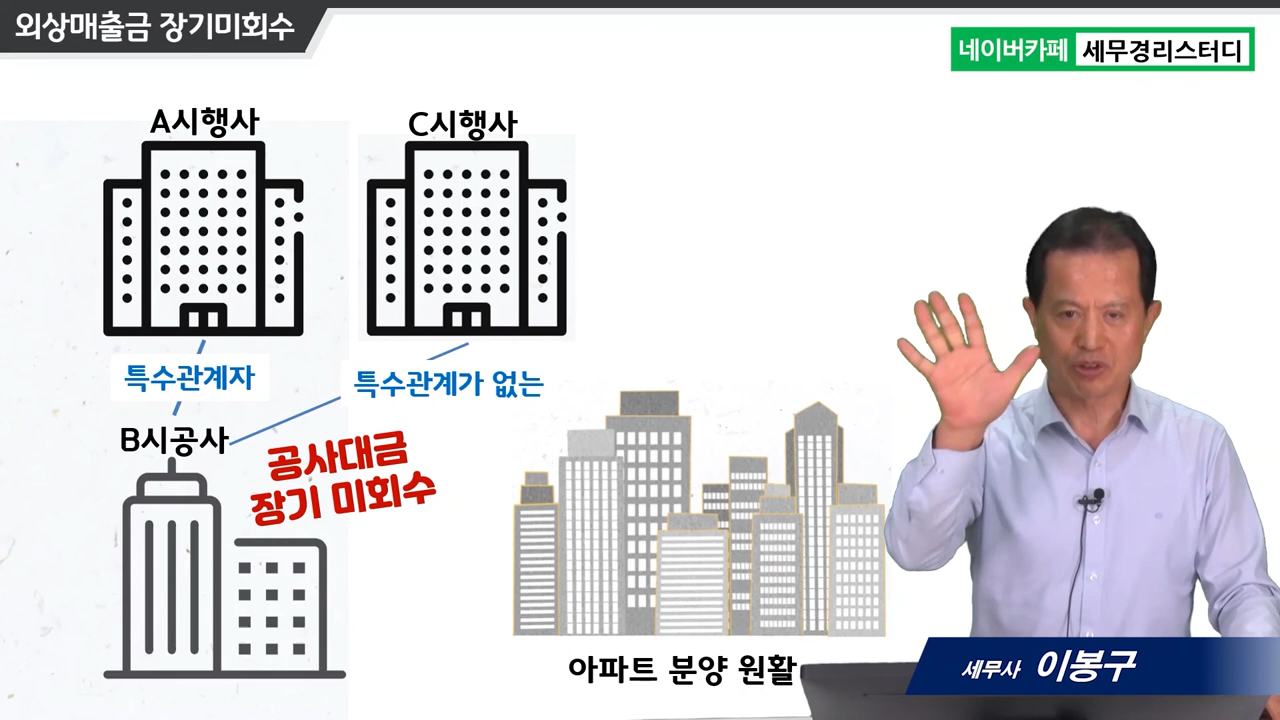 외상매출금 장기미회수
네이버카페 세무경리스터디
A시행사
C시행사
특수관계자
특수관계가 없는
B시공사
공사대금
장기 미회수
아파트 분양 원활
세무사 이봉구